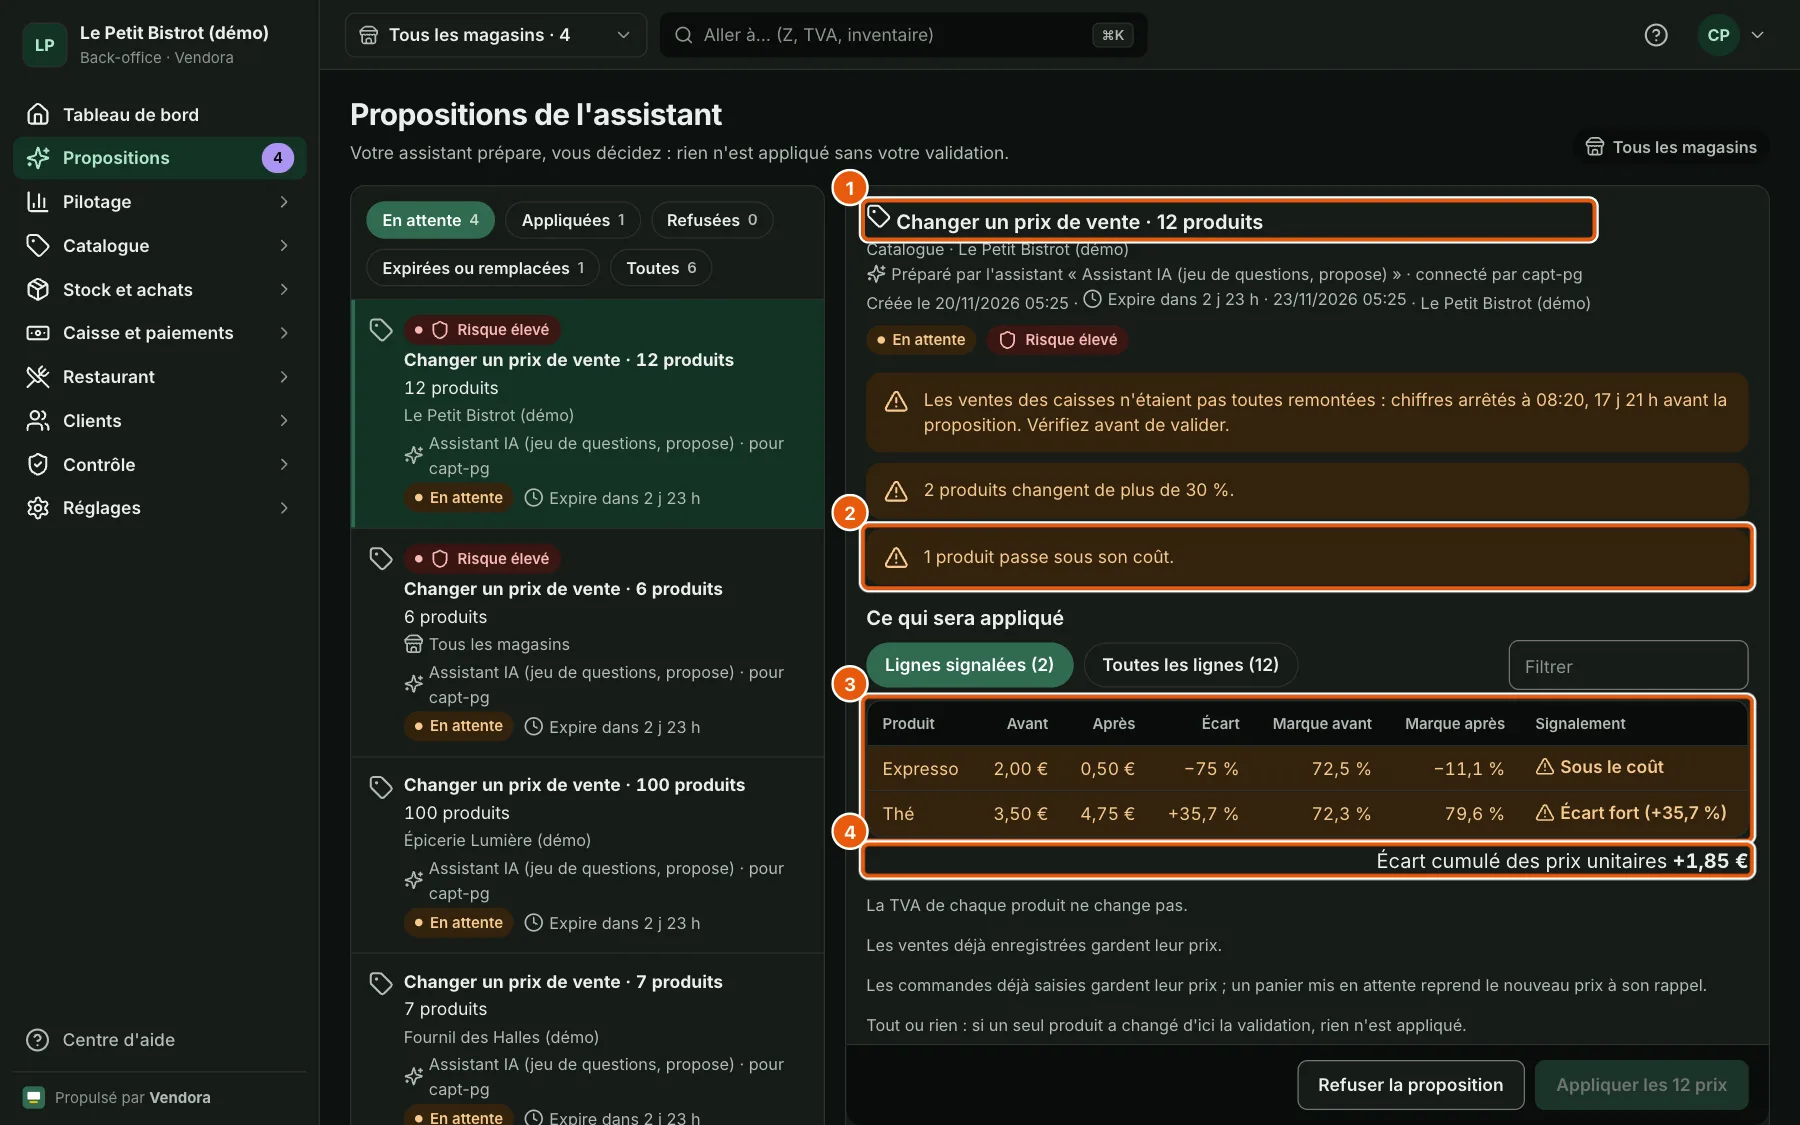 LP
Le Petit Bistrot (démo)
Back-office · Vendora
Tableau de bord
Propositions 4
Pilotage
Catalogue
Stock et achats
Caisse et paiements
Restaurant
Clients
Contrôle
Réglages
Centre d'aide
Propulsé par Vendora
Tous les magasins · 4
Aller à... (Z, TVA, inventaire) ⌘K
CP
Propositions de l'assistant
Votre assistant prépare, vous décidez : rien n'est appliqué sans votre validation.
Tous les magasins
En attente 4 Appliquées 1 Refusées 0
Expirées ou remplacées 1 Toutes 6
Risque élevé
Changer un prix de vente · 12 produits
12 produits
Le Petit Bistrot (démo)
Assistant IA (jeu de questions, propose) · pour
capt-pg
En attente Expire dans 2 j 23 h
Risque élevé
Changer un prix de vente · 6 produits
6 produits
Tous les magasins
Assistant IA (jeu de questions, propose) · pour
capt-pg
En attente Expire dans 2 j 23 h
Changer un prix de vente · 100 produits
100 produits
Épicerie Lumière (démo)
Assistant IA (jeu de questions, propose) · pour
capt-pg
En attente Expire dans 2 j 23 h
Changer un prix de vente · 7 produits
7 produits
Fournil des Halles (démo)
Assistant IA (jeu de questions, propose) · pour
capt-pg
En attente Expire dans 2 j 23 h
1
Changer un prix de vente · 12 produits
Catalogue · Le Petit Bistrot (démo)
Préparé par l'assistant « Assistant IA (jeu de questions, propose) » · connecté par capt-pg
Créée le 20/11/2026 05:25 · Expire dans 2 j 23 h · 23/11/2026 05:25 · Le Petit Bistrot (démo)
En attente Risque élevé
Les ventes des caisses n'étaient pas toutes remontées : chiffres arrêtés à 08:20, 17 j 21 h avant la
proposition. Vérifiez avant de valider.
2 produits changent de plus de 30 %.
2
1 produit passe sous son coût.
Ce qui sera appliqué
Lignes signalées (2) Toutes les lignes (12) Filtrer
3
Produit Avant Après Écart Marque avant Marque après Signalement
Expresso 2,00 € 0,50 € −75 % 72,5 % −11,1 % Sous le coût
Thé 3,50 € 4,75 € +35,7 % 72,3 % 79,6 % Écart fort (+35,7 %)
4
Écart cumulé des prix unitaires +1,85 €
La TVA de chaque produit ne change pas.
Les ventes déjà enregistrées gardent leur prix.
Les commandes déjà saisies gardent leur prix ; un panier mis en attente reprend le nouveau prix à son rappel.
Tout ou rien : si un seul produit a changé d'ici la validation, rien n'est appliqué.
Refuser la proposition Appliquer les 12 prix